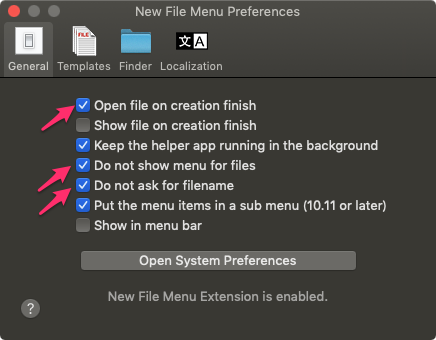 New File Menu Preferences
FILE
文A
General Templates Finder Localization
Open file on creation finish
Show file on creation finish
Keep the helper app running in the background
Do not show menu for files
Do not ask for filename
Put the menu items in a sub menu (10.11 or later)
Show in menu bar
Open System Preferences
New File Menu Extension is enabled.
?